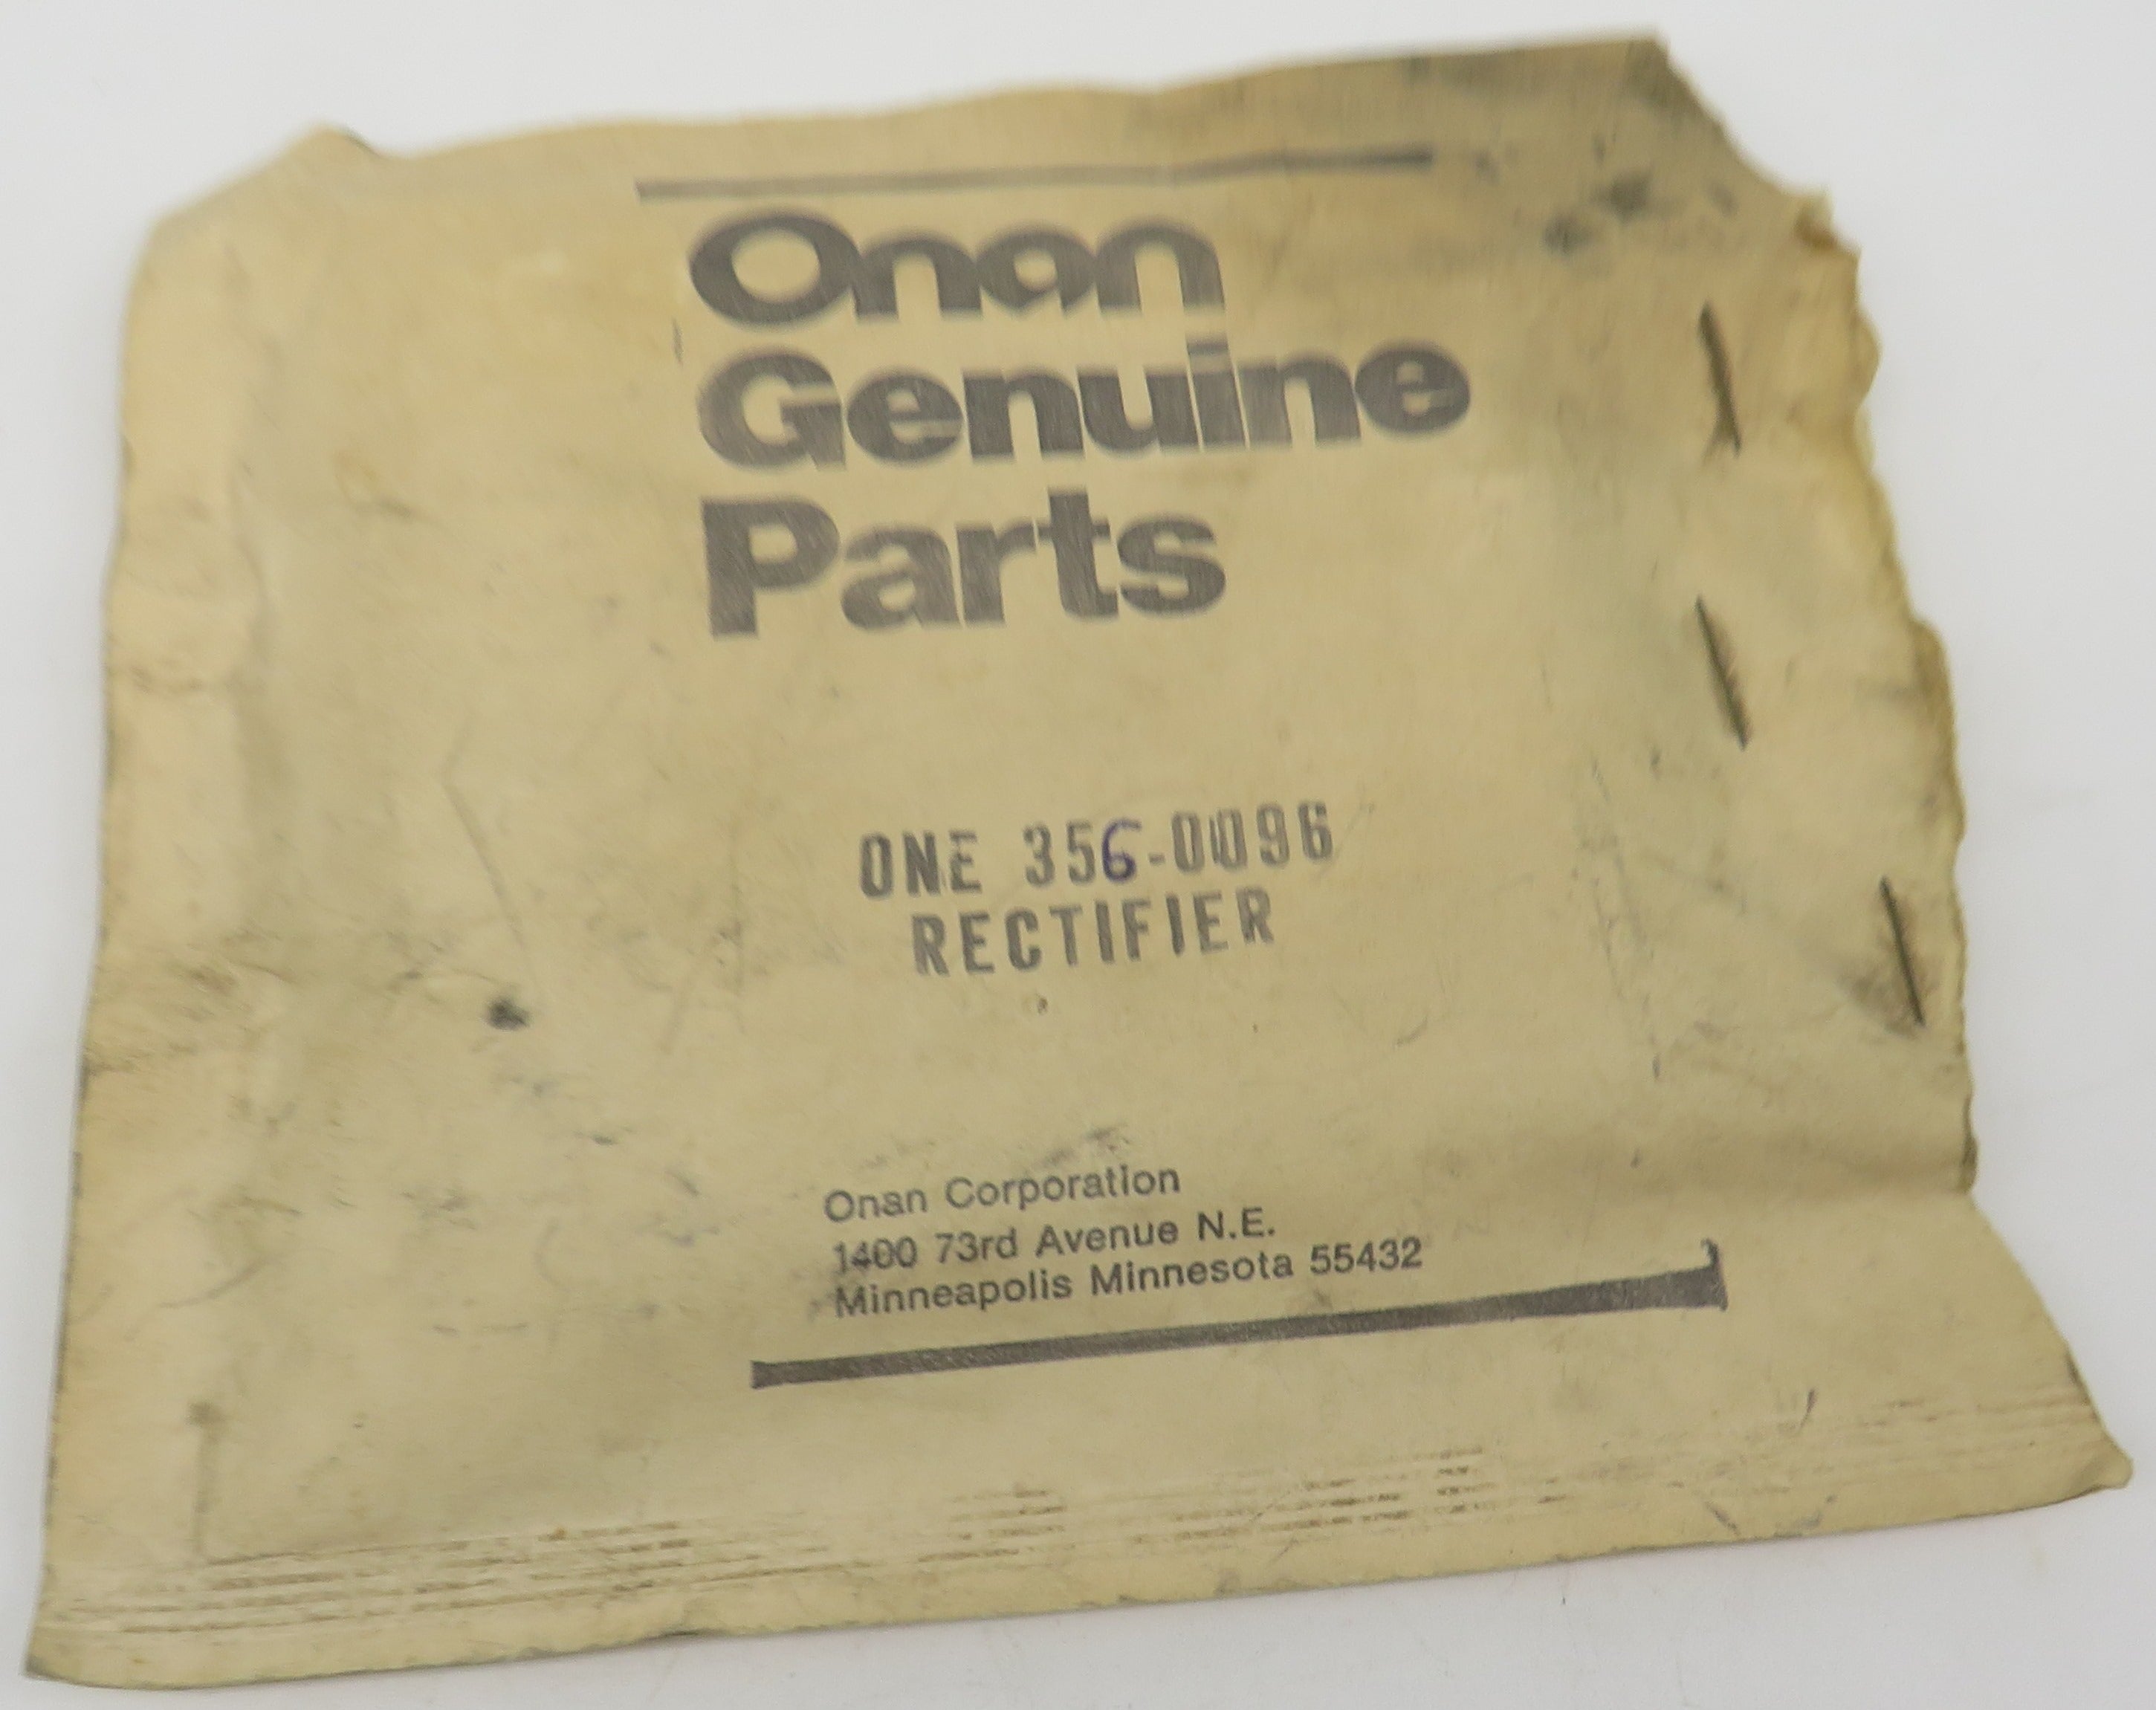 Onan
Genuine
Parts
ONE 356-0096
RECTIFIER
Onan Corporation
1400 73rd Avenue N.E.
Minneapolis Minnesota 55432